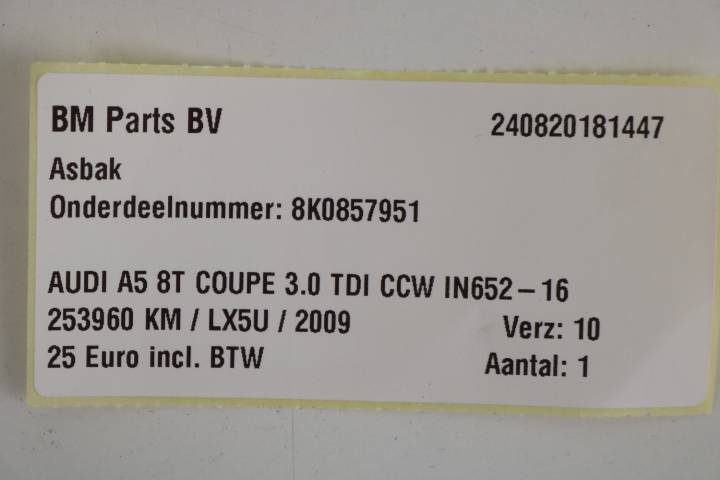 BM Parts BV 240820181447
Asbak
Onderdeelnummer: 8K0857951
AUDI A5 8T COUPE 3.0 TDI CCW IN652-16
253960 KM / LX5U / 2009 Verz: 10
25 Euro incl. BTW Aantal: 1